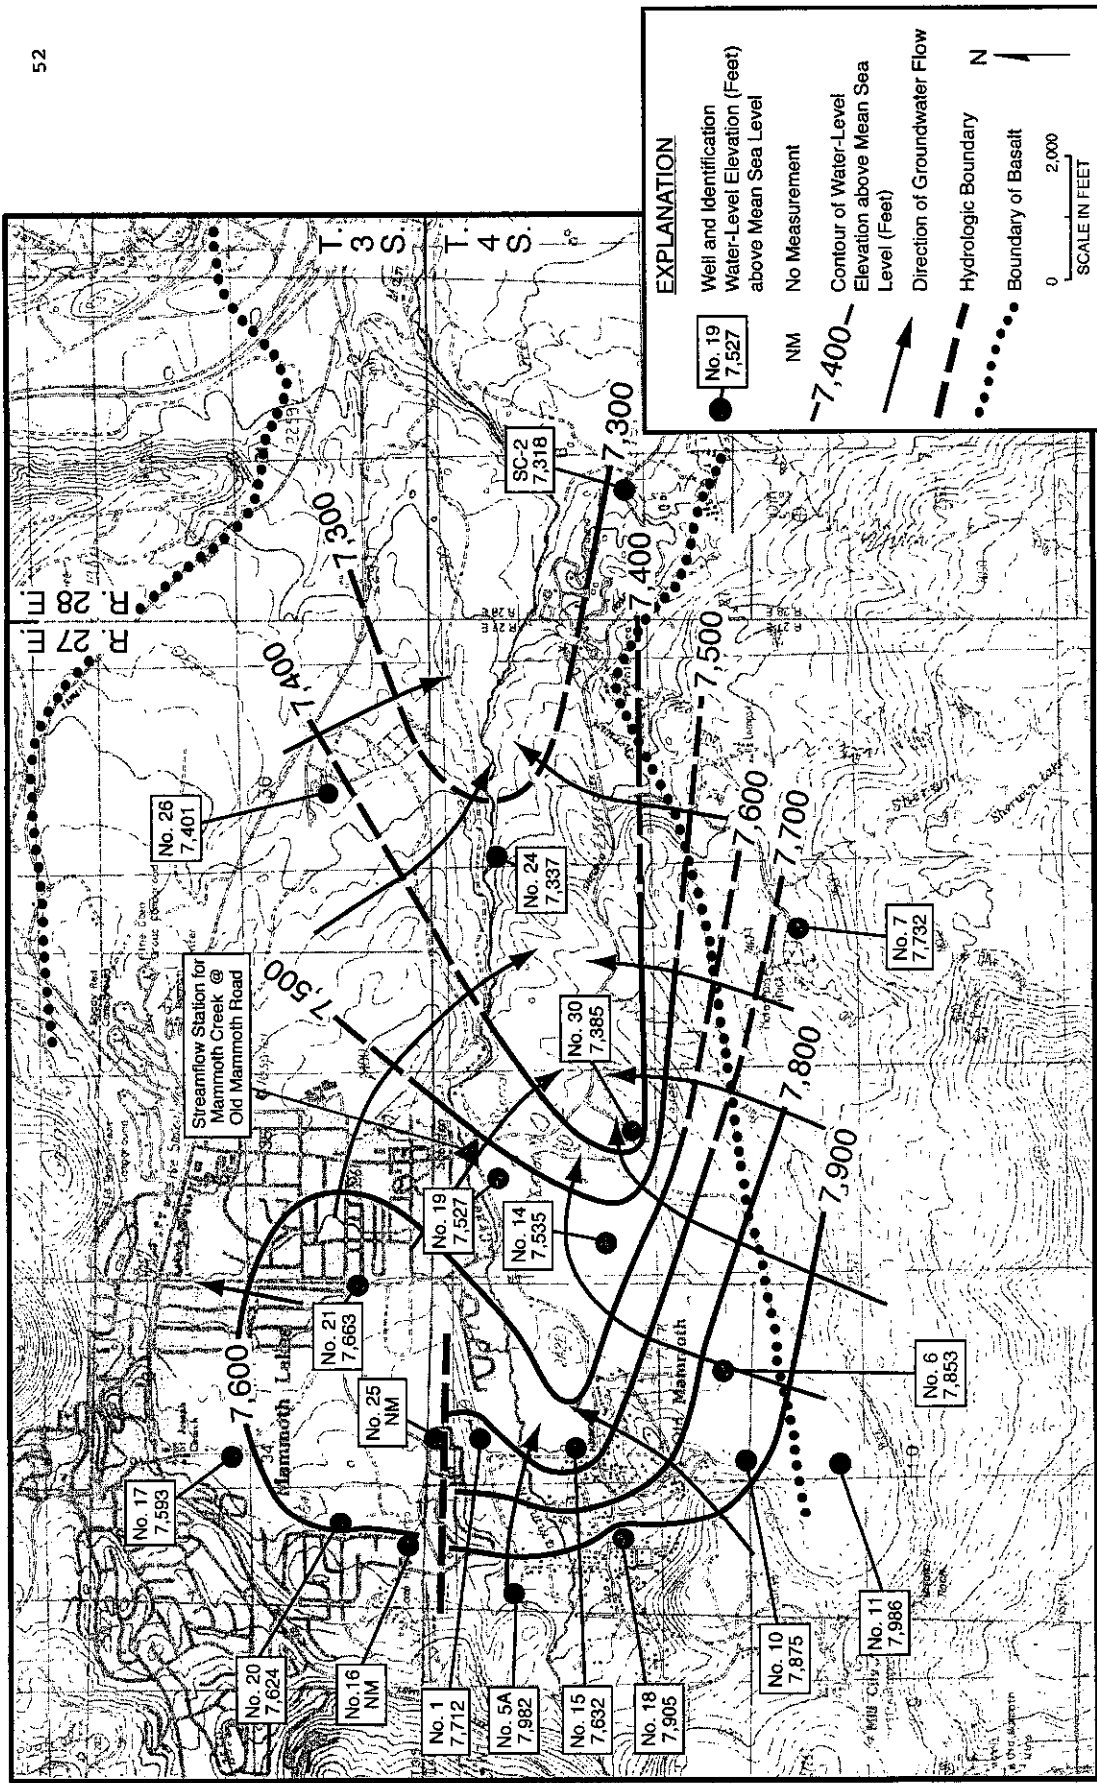 52
EXPLANATION
No. 19
7,527
Well and Identification
Water-Level Elevation (Feet)
above Mean Sea Level
NM
No Measurement
7,400
Contour of Water-Level
Elevation above Mean Sea
Level (Feet)
Direction of Groundwater Flow
Hydrologic Boundary
Boundary of Basalt
N
0
2,000
SCALE IN FEET
R. 27 E.
R. 28 E.
T.
3
S.
T.
4
S.
No. 17
7,593
No. 20
7,624
No.16
NM
No. 25
NM
No. 21
7,663
Streamflow Station for
Mammoth Creek @
Old Mammoth Road
No. 26
7,401
No. 1
7,712
No. 5A
7,982
No. 15
7,632
No. 18
7,905
No. 19
7,527
No. 14
7,535
No. 30
7,385
No. 24
7,337
SC-2
7,318
No. 10
7,875
No. 11
7,986
No. 6
7,853
No. 7
7,732
7,600
7,500
7,400
7,300
7,300
7,400
7,500
7,600
7,700
7,800
7,900
Mammoth Lakes
Old Mammoth
34
R 27 E
R 28 E